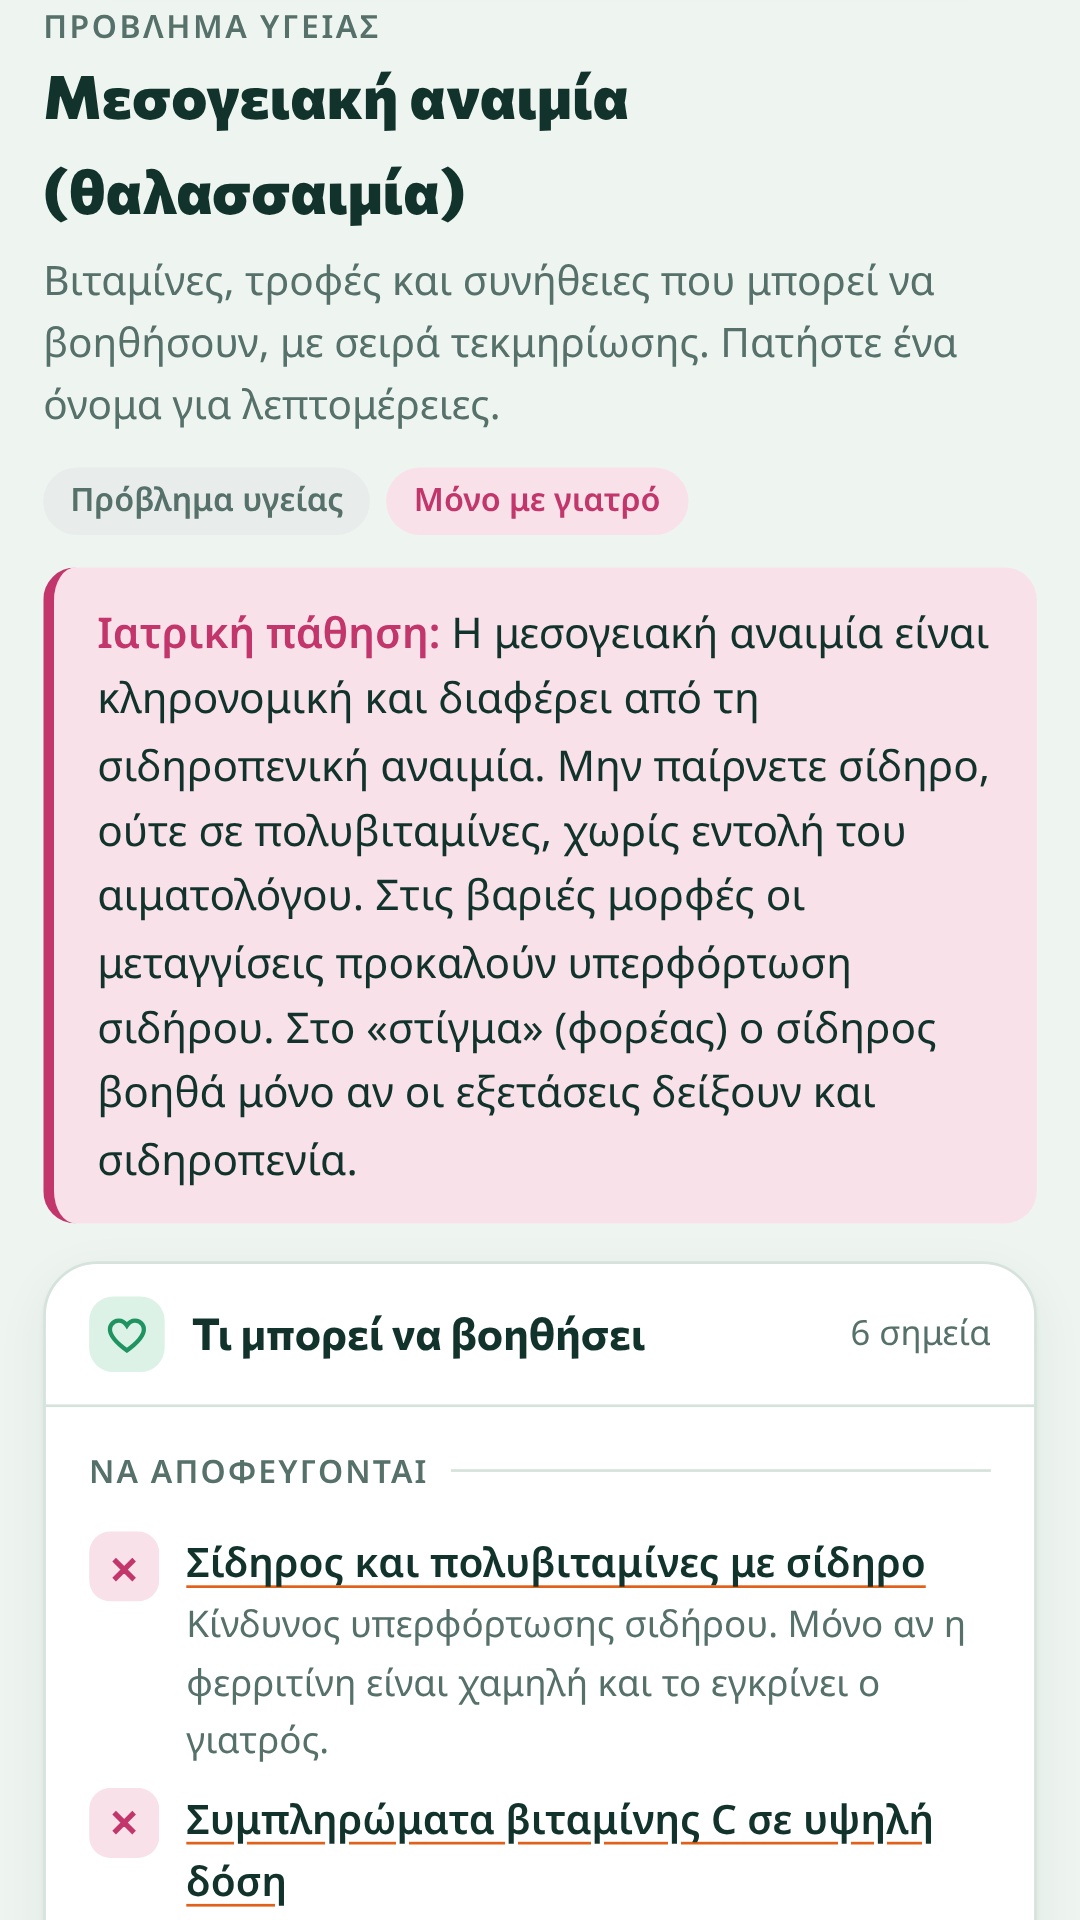 ΠΡΟΒΛΗΜΑ ΥΓΕΙΑΣ
Μεσογειακή αναιμία
(θαλασσαιμία)
Βιταμίνες, τροφές και συνήθειες που μπορεί να
βοηθήσουν, με σειρά τεκμηρίωσης. Πατήστε ένα
όνομα για λεπτομέρειες.
Πρόβλημα υγείας
Μόνο με γιατρό
Ιατρική πάθηση: Η μεσογειακή αναιμία είναι
κληρονομική και διαφέρει από τη
σιδηροπενική αναιμία. Μην παίρνετε σίδηρο,
ούτε σε πολυβιταμίνες, χωρίς εντολή του
αιματολόγου. Στις βαριές μορφές οι
μεταγγίσεις προκαλούν υπερφόρτωση
σιδήρου. Στο «στίγμα» (φορέας) ο σίδηρος
βοηθά μόνο αν οι εξετάσεις δείξουν και
σιδηροπενία.
Τι μπορεί να βοηθήσει
6 σημεία
ΝΑ ΑΠΟΦΕΥΓΟΝΤΑΙ
Σίδηρος και πολυβιταμίνες με σίδηρο
Κίνδυνος υπερφόρτωσης σιδήρου. Μόνο αν η
φερριτίνη είναι χαμηλή και το εγκρίνει ο
γιατρός.
Συμπληρώματα βιταμίνης C σε υψηλή
δόση